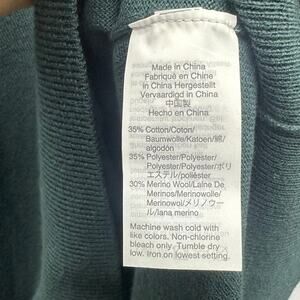 Made in China
Fabriqué en Chine
in China Hergestellt
Vervaardigd in China
中国製
Hecho en China
35% Cotton/Coton/
Baumwolle/Katoen/綿/
algodón
35% Polyester/Polyester/
Polyester/Polyester/ポリ
エステル/poliéster
30% Merino Wool/Laine De
Merinos/Merinowolle/
Merinowol/メリノウー
ル/lana merino
Machine wash cold with
like colors. Non-chlorine
bleach only. Tumble dry
low. Iron on lowest setting.